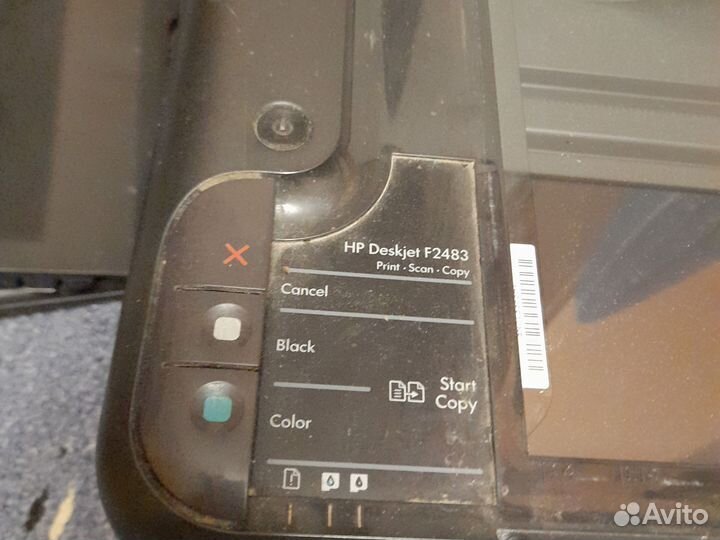 HP Deskjet F2483
Print · Scan · Copy
Cancel
Black
Start
Copy
Color
Avito